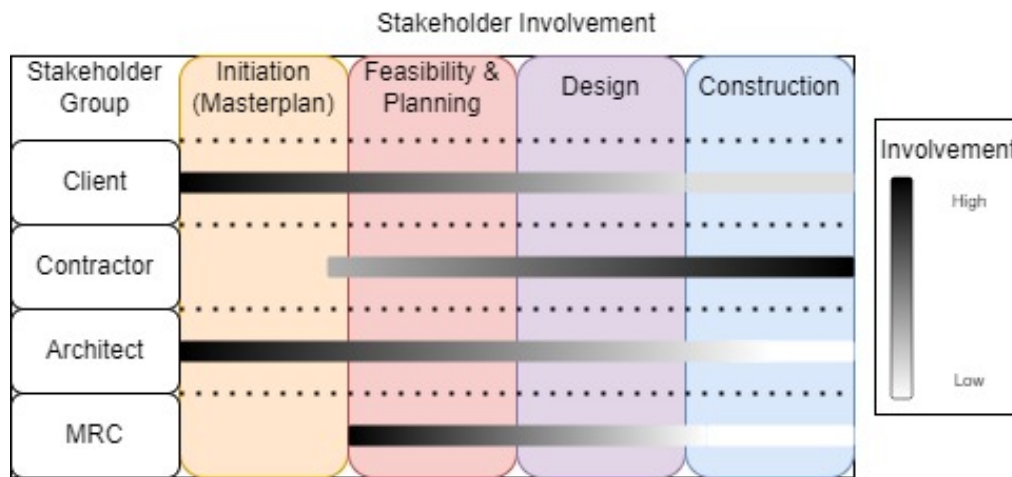 Stakeholder Involvement
Stakeholder
Group
Initiation
(Masterplan)
Feasibility &
Planning
Design
Construction
Client
Contractor
Architect
MRC
Involvement
High
Low